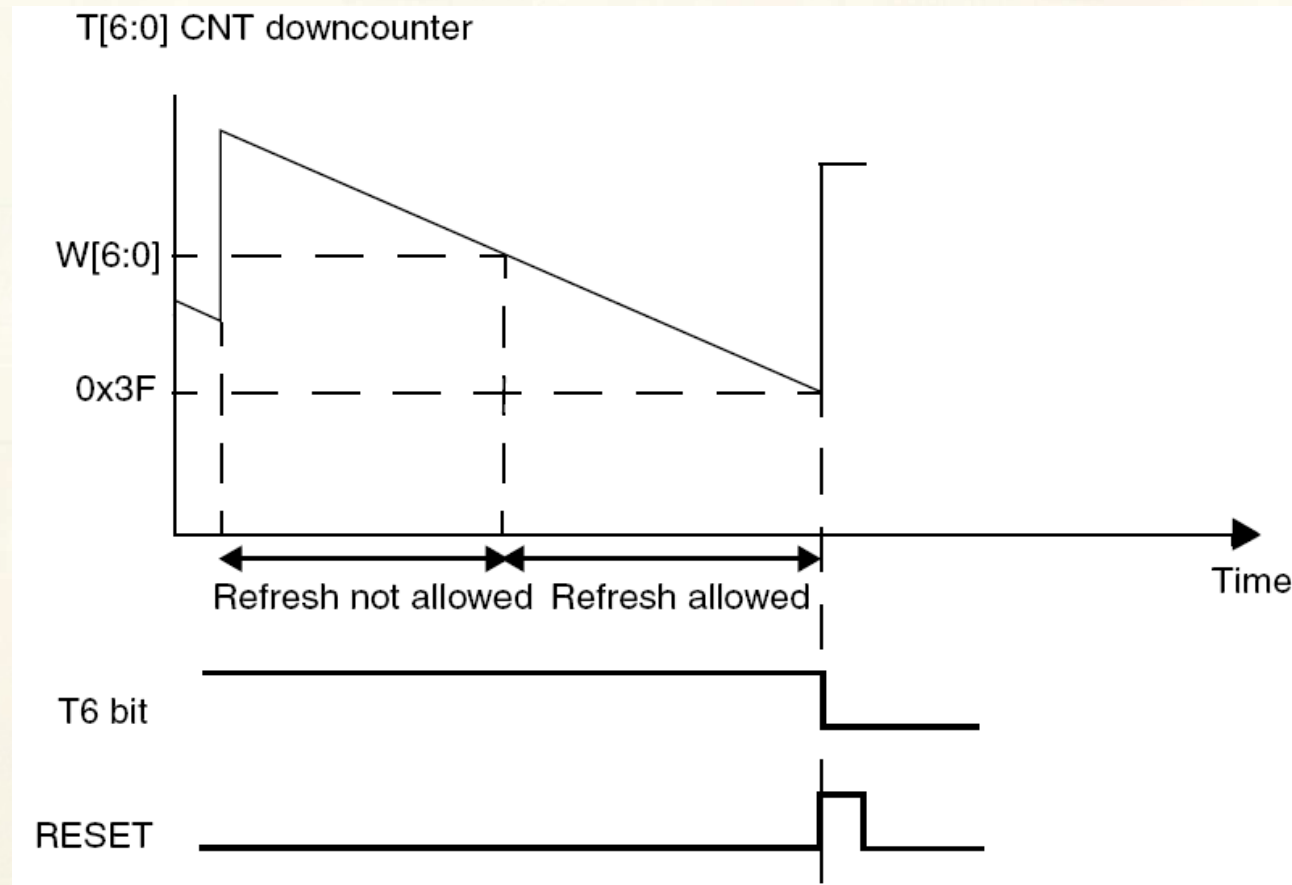 T[6:0] CNT downcounter
W[6:0]
0x3F
Refresh not allowed Refresh allowed
Time
T6 bit
RESET